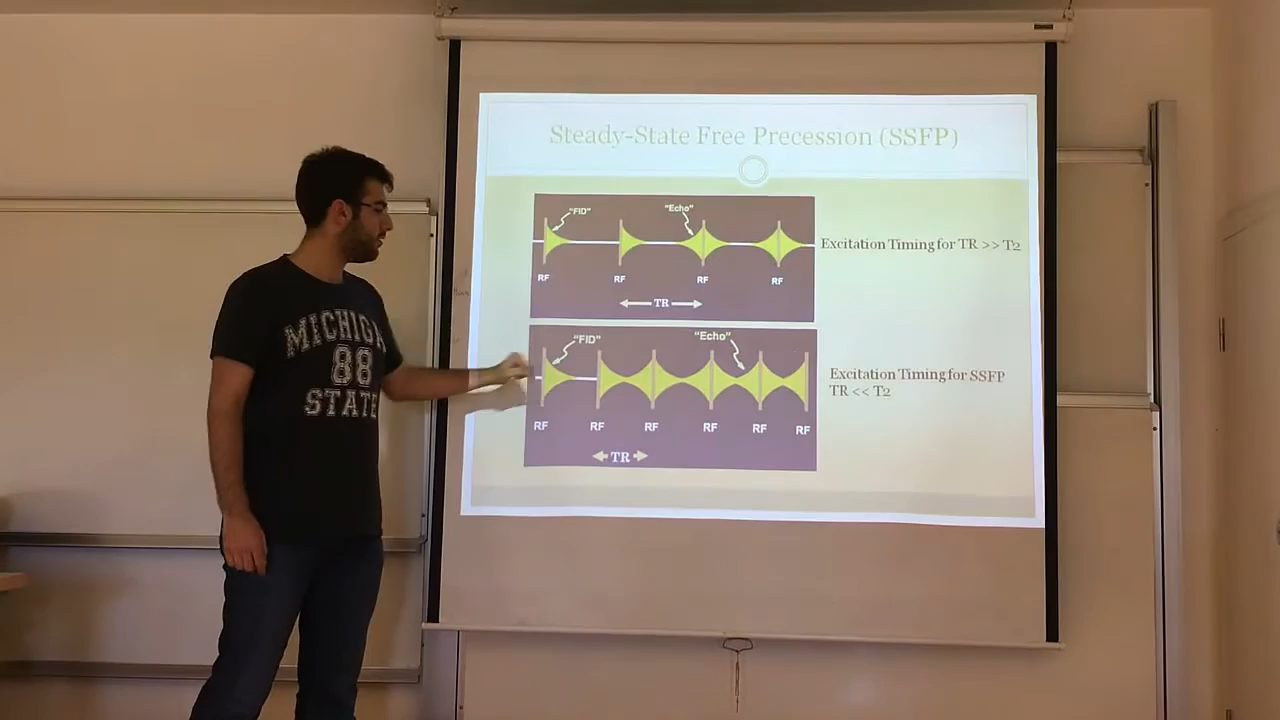 Steady-State Free Precession (SSFP)
"FID"
"Echo"
RF
RF
RF
RF
TR
Excitation Timing for TR >> T2
"FID"
"Echo"
RF
RF
RF
RF
RF
RF
TR
Excitation Timing for SSFP
TR << T2
MICHIGA
88
STATE